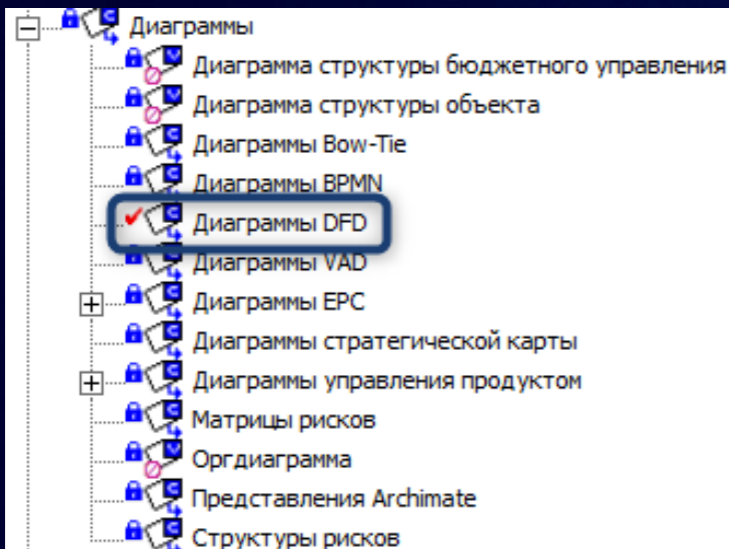 Диаграммы
Диаграмма структуры бюджетного управления
Диаграмма структуры объекта
Диаграммы Bow-Tie
Диаграммы BPMN
Диаграммы DFD
Диаграммы VAD
Диаграммы EPC
Диаграммы стратегической карты
Диаграммы управления продуктом
Матрицы рисков
Оргдиаграмма
Представления Archimate
Структуры рисков